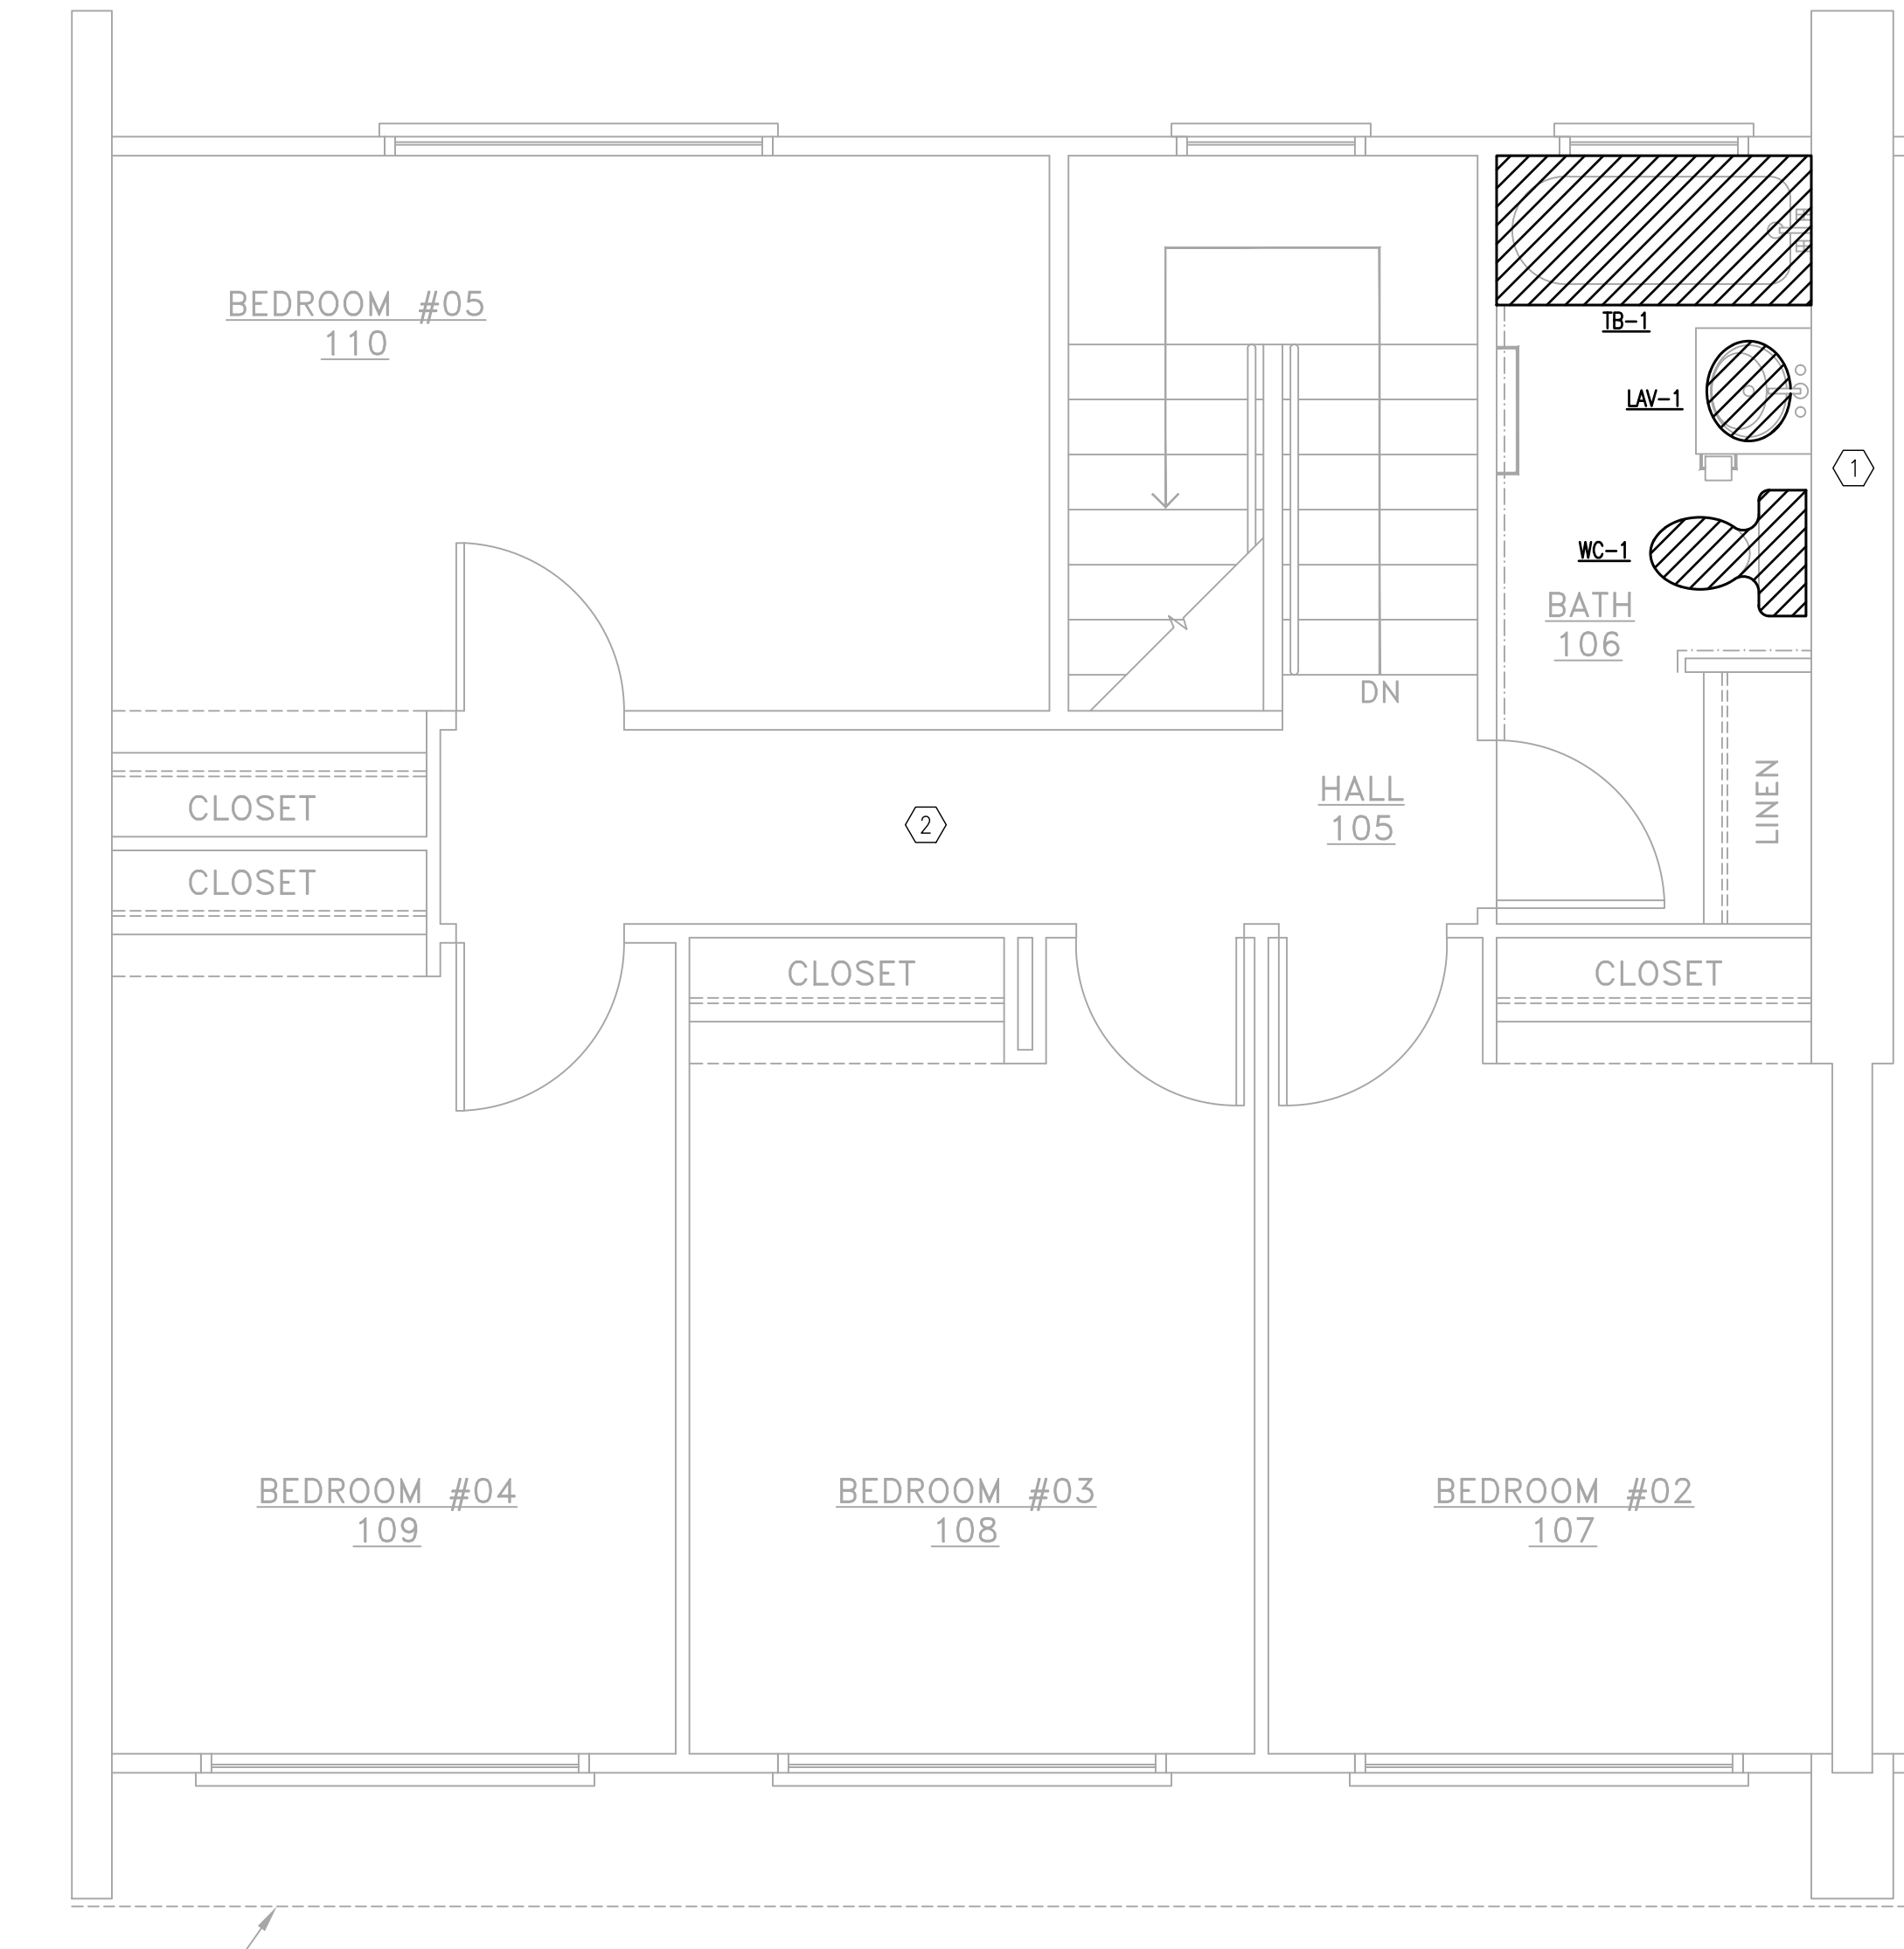 BEDROOM #05
110
TB-1
LAV-1
1
WC-1
BATH
106
DN
HALL
105
LINEN
CLOSET
2
CLOSET
CLOSET
CLOSET
BEDROOM #04
109
BEDROOM #03
108
BEDROOM #02
107